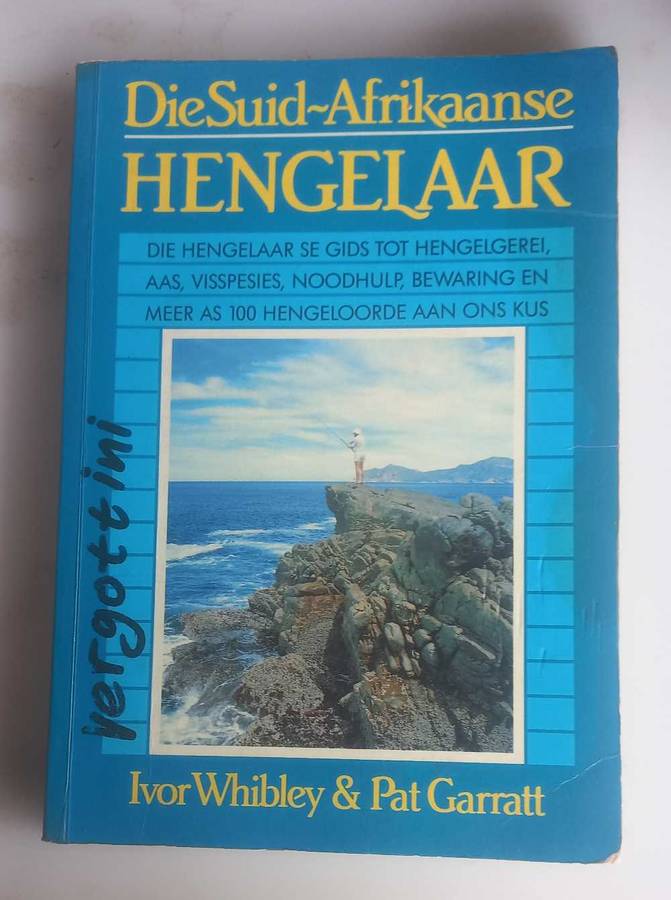 Die Suid~Afrikaanse
HENGELAAR
DIE HENGELAAR SE GIDS TOT HENGELGEREI,
AAS, VISSPESIES, NOODHULP, BEWARING EN
MEER AS 100 HENGELOORDE AAN ONS KUS
vergottini
Ivor Whibley & Pat Garratt